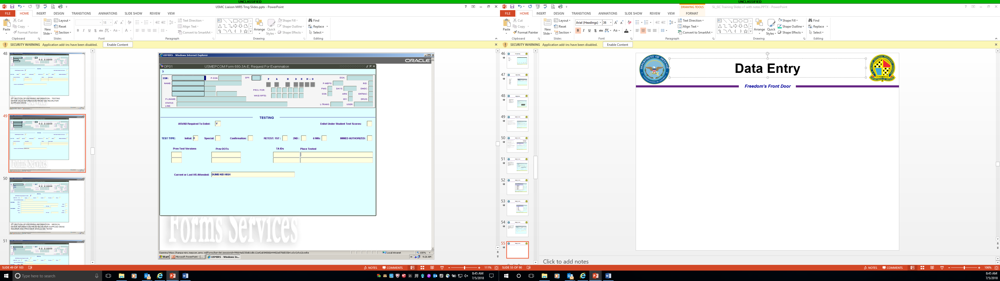 UNCLASSIFIED
UNCLASSIFIED
USMC Liaison MIRS Trng Slides.pptx - PowerPoint
FILE HOME INSERT DESIGN TRANSITIONS ANIMATIONS SLIDE SHOW REVIEW VIEW
Paste
Cut
Copy
Format Painter
Clipboard
New Slide
Layout
Reset
Section
Slides
18
Font
Text Direction
Align Text
Convert to SmartArt
Paragraph
Arrange
Quick Styles
Shape Fill
Shape Outline
Shape Effects
Drawing
Find
Replace
Select
Editing
SECURITY WARNING Application add-ins have been disabled. Enable Content
48
2ND SECTION OF ENTERING INFORMATION - TESTING
ENTER VALID INFORMATION FROM THE RECRUITER
SUPPLIED 680AE
49
Forms Services
50
3RD SECTION OF ENTERING INFORMATION - MEDICAL
ENTER INFORMATION FROM RECRUITER SUPPLIED 680AE
INSURER AND PROVIDER SHOULD BE "NONE"
51
USMIRS - Windows Internet Explorer
ORACLE
OP01 USMEPCOM Form 680-3A-E; Request For Examination
3
SSN: P-SSN: SPF: P A M D E H - O DOA:
NAME: P-MEPS: RID:
PROJ FOR: PMS: DAYS: DMDC:
WKID RPTD: SSN: ARN: ENTNAC:
P-LNAME: HIV: DRUG:
STATUS LINE: L-TRANS: USER:
TESTING
ASVAB Required To Enlist: Y Enlist Under Student Test Scores:
TEST TYPE: Initial: E Special: Confirmation: RETEST: 1ST : 2ND : 6 Mth: IMMED AUTHORIZED:
Prev Test Versions Prev DOTs TA IDs Place Tested
Current or Last HS Attended: DUMB KID HIGH
Forms Services
Local intranet 100%
Start Microsoft PowerPoint - [... USMIRS - Windows In... 9:26 AM
SLIDE 49 OF 103 NOTES COMMENTS 111%
Type here to search
8:45 AM
7/5/2018
DRAWING TOOLS
SL_GC Training Slides v1 with notes.PPTX - PowerPoint
FILE HOME INSERT DESIGN TRANSITIONS ANIMATIONS SLIDE SHOW REVIEW VIEW FORMAT
Paste
Cut
Copy
Format Painter
Clipboard
New Slide
Layout
Reset
Section
Slides
Arial (Headings) 36
Font
Text Direction
Align Text
Convert to SmartArt
Paragraph
Arrange
Quick Styles
Shape Fill
Shape Outline
Shape Effects
Drawing
Find
Replace
Select
Editing
SECURITY WARNING Application add-ins have been disabled. Enable Content
46
47
48
49
50
51
52
53
54
55
DEPARTMENT OF DEFENSE
UNITED STATES OF AMERICA
Data Entry
DEPARTMENT OF DEFENSE
Freedom's Front Door
Click to add notes
SLIDE 55 OF 90 NOTES COMMENTS 106%
8:45 AM
7/5/2018